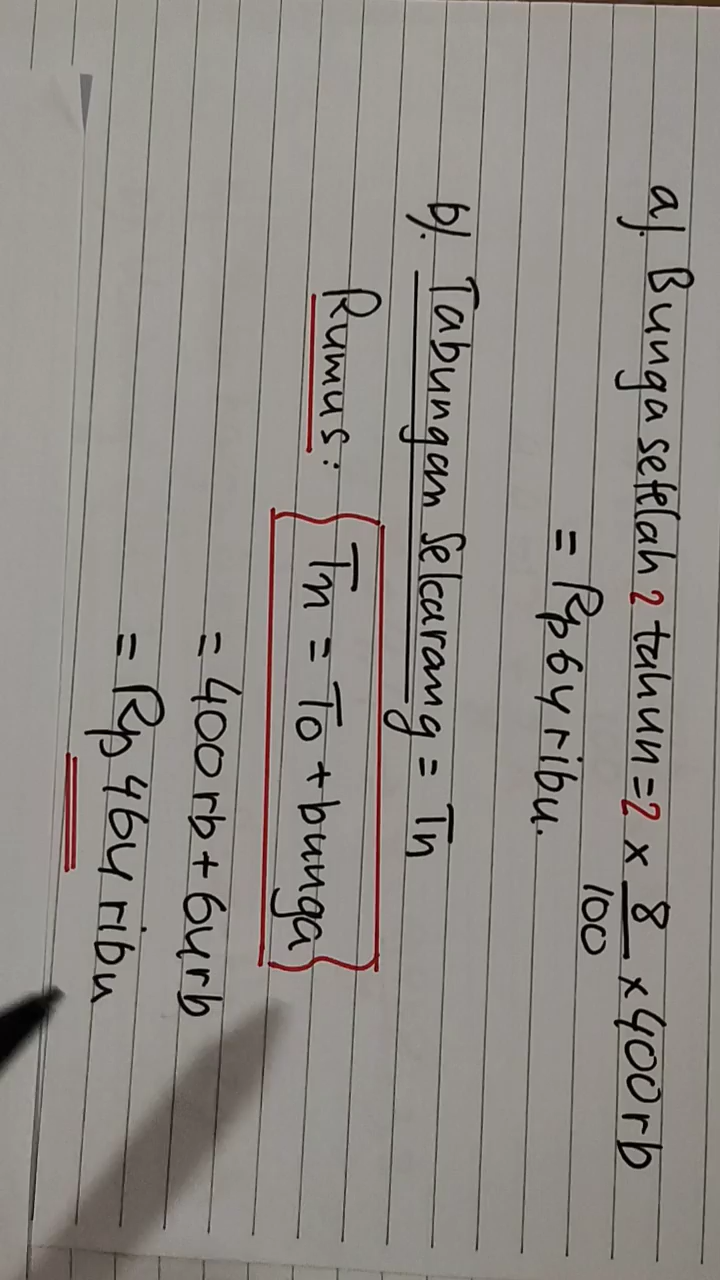 a). Bunga setelah 2 tahun = 2 × 8/100 × 400rb
= Rp 64 ribu.
b). Tabungan Sekarang = Tn
Rumus: Tn = To + bunga
= 400rb + 64rb
= Rp 464 ribu